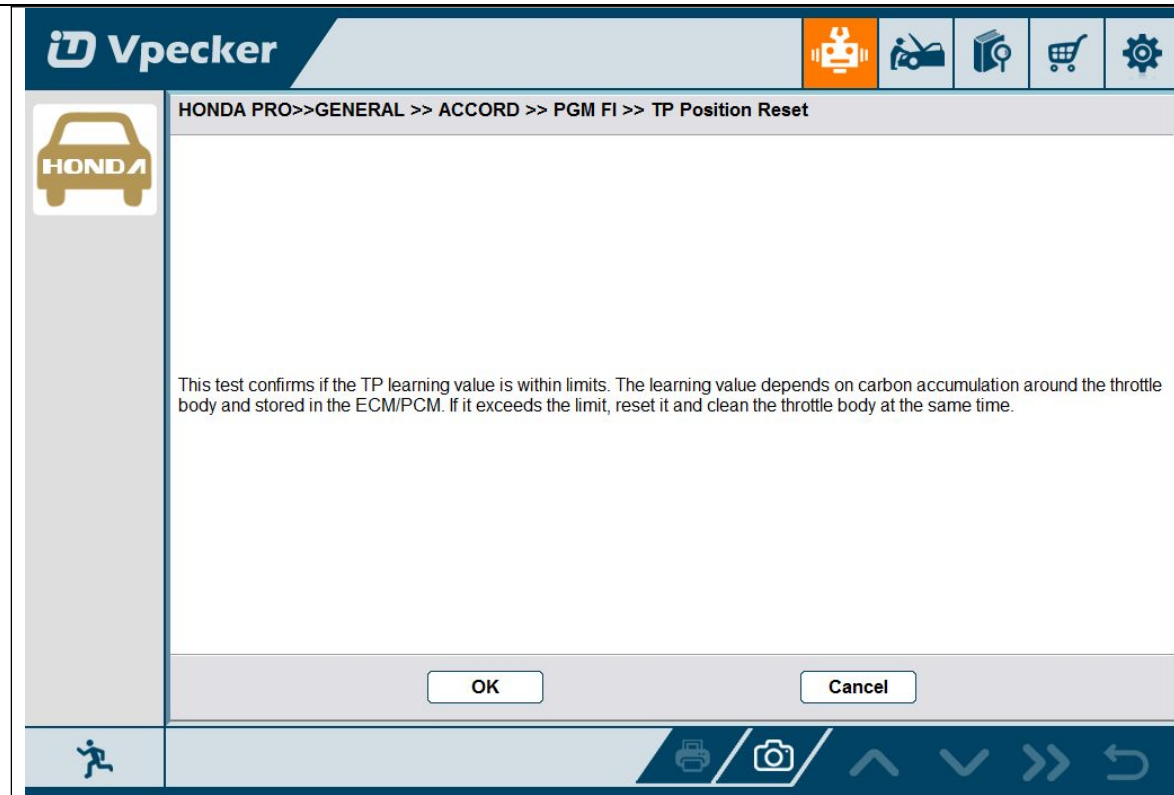 iD Vpecker
HONDA PRO>>GENERAL >> ACCORD >> PGM FI >> TP Position Reset
HONDA
This test confirms if the TP learning value is within limits. The learning value depends on carbon accumulation around the throttle
body and stored in the ECM/PCM. If it exceeds the limit, reset it and clean the throttle body at the same time.
OK
Cancel